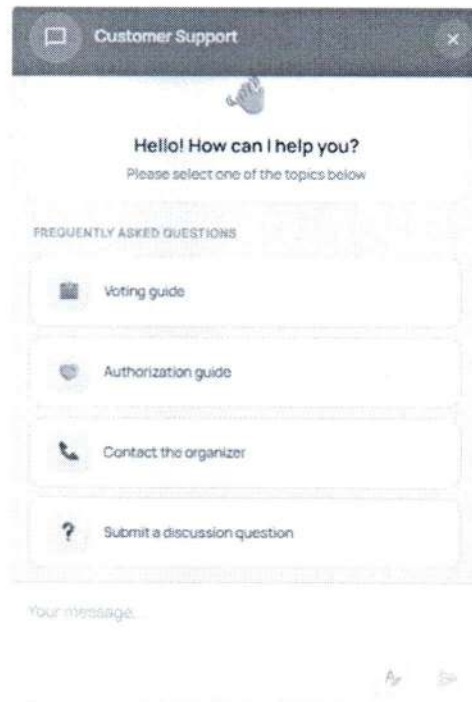 Customer Support
Hello! How can I help you?
Please select one of the topics below
FREQUENTLY ASKED QUESTIONS
Voting guide
Authorization guide
Contact the organizer
? Submit a discussion question
Your message...